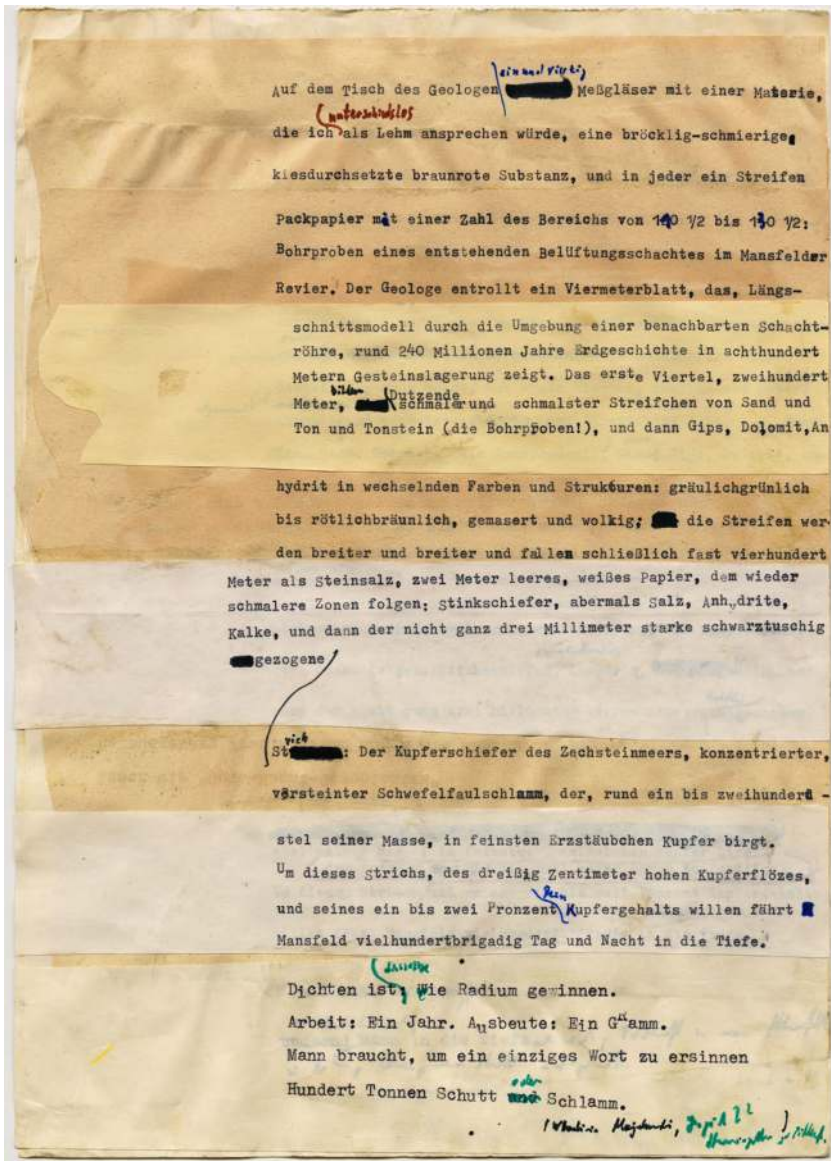 einundvierzig
Auf dem Tisch des Geologen Meßgläser mit einer Materie,
unterschiedslos
die ich als Lehm ansprechen würde, eine bröcklig-schmierige,
kiesdurchsetzte braunrote Substanz, und in jeder ein Streifen
Packpapier mit einer Zahl des Bereichs von 1/2 bis 1/2:
Bohrproben eines entstehenden Belüftungsschachtes im Mansfelder
Revier. Der Geologe entrollt ein Viermeterblatt, das, Längs-
schnittsmodell durch die Umgebung einer benachbarten Schacht-
röhre, rund 240 Millionen Jahre Erdgeschichte in achthundert
Metern Gesteinslagerung zeigt. Das erste Viertel, zweihundert
bilden Dutzende
Meter, schmaler und schmalster Streifchen von Sand und
Ton und Tonstein (die Bohrproben!), und dann Gips, Dolomit, An
hydrit in wechselnden Farben und Strukturen: gräulichgrünlich
bis rötlichbräunlich, gemasert und wolkig; die Streifen wer-
den breiter und breiter und fallen schließlich fast vierhundert
Meter als Steinsalz, zwei Meter leeres, weißes Papier, dem wieder
schmalere Zonen folgen: Stinkschiefer, abermals Salz, Anhydrite,
Kalke, und dann der nicht ganz drei Millimeter starke schwarztuschig
gezogene
Strich: Der Kupferschiefer des Zechsteinmeers, konzentrierter,
versteinter Schwefelfaulschlamm, der, rund ein bis zweihundert -
stel seiner Masse, in feinsten Erzstäubchen Kupfer birgt.
Um dieses Strichs, des dreißig Zentimeter hohen Kupferflözes,
und seines ein bis zwei Pronzent Kupfergehalts willen fährt
Mansfeld vielhundertbrigadig Tag und Nacht in die Tiefe.
dasselbe
Dichten ist, wie Radium gewinnen.
Arbeit: Ein Jahr. Ausbeute: Ein Gramm.
Mann braucht, um ein einziges Wort zu ersinnen
oder
Hundert Tonnen Schutt und Schlamm.